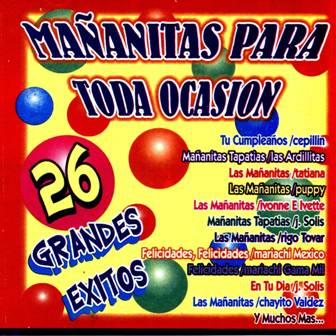 MAÑANITAS PARA
TODA OCASION
26
GRANDES
EXITOS
Tu Cumpleaños /cepillin
Mañanitas Tapatias /las Ardillitas
Las Mañanitas /tatiana
Las Mañanitas /puppy
Las Mañanitas /Ivonne E Ivette
Mañanitas Tapatias /j. Solis
Las Mañanitas /rigo Tovar
Felicidades, Felicidades /mariachi Mexico
Felicidades /mariachi Gama Mil
En Tu Dia /j. Solis
Las Mañanitas /chayito Valdez
Y Muchos Mas...